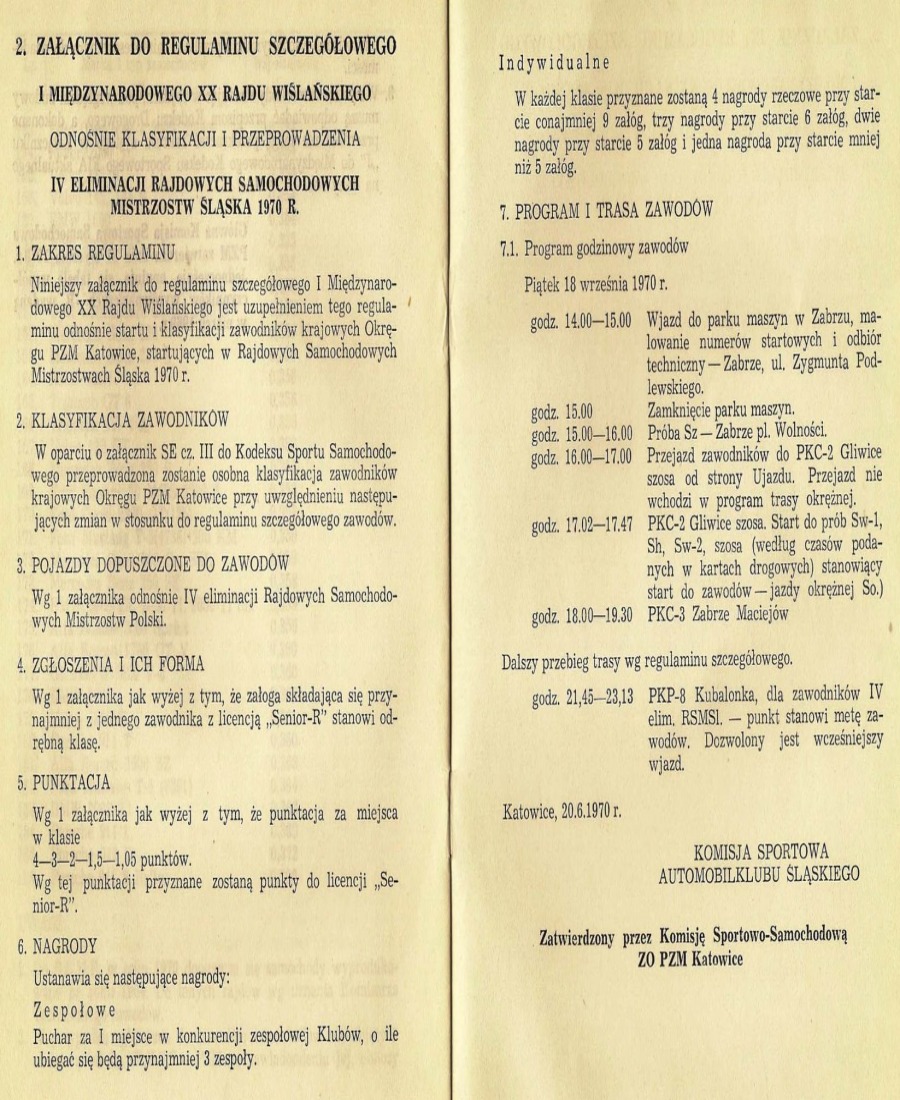 2. ZAŁĄCZNIK DO REGULAMINU SZCZEGÓŁOWEGO
I MIĘDZYNARODOWEGO XX RAJDU WIŚLAŃSKIEGO
ODNOŚNIE KLASYFIKACJI I PRZEPROWADZENIA
IV ELIMINACJI RAJDOWYCH SAMOCHODOWYCH
MISTRZOSTW ŚLĄSKA 1970 R.
1. ZAKRES REGULAMINU
Niniejszy załącznik do regulaminu szczegółowego I Międzynaro-
dowego XX Rajdu Wiślańskiego jest uzupełnieniem tego regula-
minu odnośnie startu i klasyfikacji zawodników krajowych Okrę-
gu PZM Katowice, startujących w Rajdowych Samochodowych
Mistrzostwach Śląska 1970 r.
2. KLASYFIKACJA ZAWODNIKÓW
W oparciu o załącznik SE cz. III do Kodeksu Sportu Samochodo-
wego przeprowadzona zostanie osobna klasyfikacja zawodników
krajowych Okręgu PZM Katowice przy uwzględnieniu następu-
jących zmian w stosunku do regulaminu szczegółowego zawodów.
3. POJAZDY DOPUSZCZONE DO ZAWODÓW
Wg 1 załącznika odnośnie IV eliminacji Rajdowych Samochodo-
wych Mistrzostw Polski.
4. ZGŁOSZENIA I ICH FORMA
Wg 1 załącznika jak wyżej z tym, że załoga składająca się przy-
najmniej z jednego zawodnika z licencją „Senior-R” stanowi od-
rębną klasę.
5. PUNKTACJA
Wg 1 załącznika jak wyżej z tym, że punktacja za miejsca
w klasie
4—3—2—1,5—1,05 punktów.
Wg tej punktacji przyznane zostaną punkty do licencji „Se-
nior-R”.
6. NAGRODY
Ustanawia się następujące nagrody:
Zespołowe
Puchar za I miejsce w konkurencji zespołowej Klubów, o ile
ubiegać się będą przynajmniej 3 zespoły.
Indywidualne
W każdej klasie przyznane zostaną 4 nagrody rzeczowe przy star-
cie conajmniej 9 załóg, trzy nagrody przy starcie 6 załóg, dwie
nagrody przy starcie 5 załóg i jedna nagroda przy starcie mniej
niż 5 załóg.
7. PROGRAM I TRASA ZAWODÓW
7.1. Program godzinowy zawodów
Piątek 18 września 1970 r.
godz. 14.00—15.00 Wjazd do parku maszyn w Zabrzu, ma-
lowanie numerów startowych i odbiór
techniczny — Zabrze, ul. Zygmunta Pod-
lewskiego.
godz. 15.00 Zamknięcie parku maszyn.
godz. 15.00—16.00 Próba Sz — Zabrze pl. Wolności.
godz. 16.00—17.00 Przejazd zawodników do PKC-2 Gliwice
szosa od strony Ujazdu. Przejazd nie
wchodzi w program trasy okrężnej.
godz. 17.02—17.47 PKC-2 Gliwice szosa. Start do prób Sw-1,
Sh, Sw-2, szosa (według czasów poda-
nych w kartach drogowych) stanowiący
start do zawodów — jazdy okrężnej So.)
godz. 18.00—19.30 PKC-3 Zabrze Maciejów
Dalszy przebieg trasy wg regulaminu szczegółowego.
godz. 21,45—23,13 PKP-8 Kubalonka, dla zawodników IV
elim. RSMSl. — punkt stanowi metę za-
wodów. Dozwolony jest wcześniejszy
wjazd.
Katowice, 20.6.1970 r.
KOMISJA SPORTOWA
AUTOMOBILKLUBU ŚLĄSKIEGO
Zatwierdzony przez Komisję Sportowo-Samochodową
ZO PZM Katowice